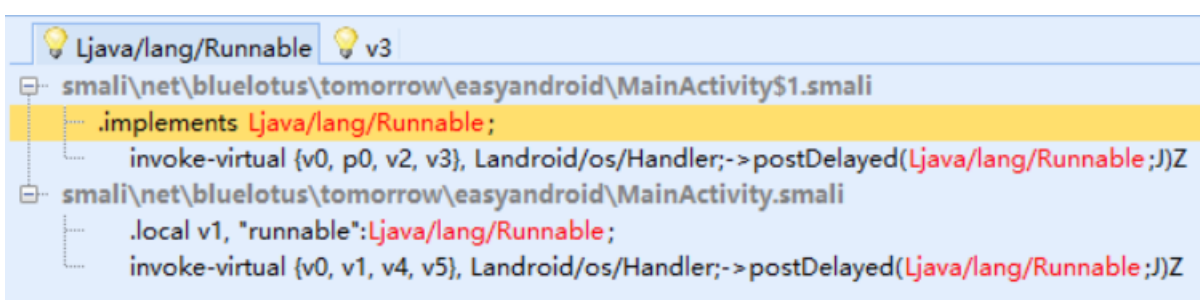 Ljava/lang/Runnable v3
smali\net\bluelotus\tomorrow\easyandroid\MainActivity$1.smali
.implements Ljava/lang/Runnable;
invoke-virtual {v0, p0, v2, v3}, Landroid/os/Handler;->postDelayed(Ljava/lang/Runnable;J)Z
smali\net\bluelotus\tomorrow\easyandroid\MainActivity.smali
.local v1, "runnable":Ljava/lang/Runnable;
invoke-virtual {v0, v1, v4, v5}, Landroid/os/Handler;->postDelayed(Ljava/lang/Runnable;J)Z